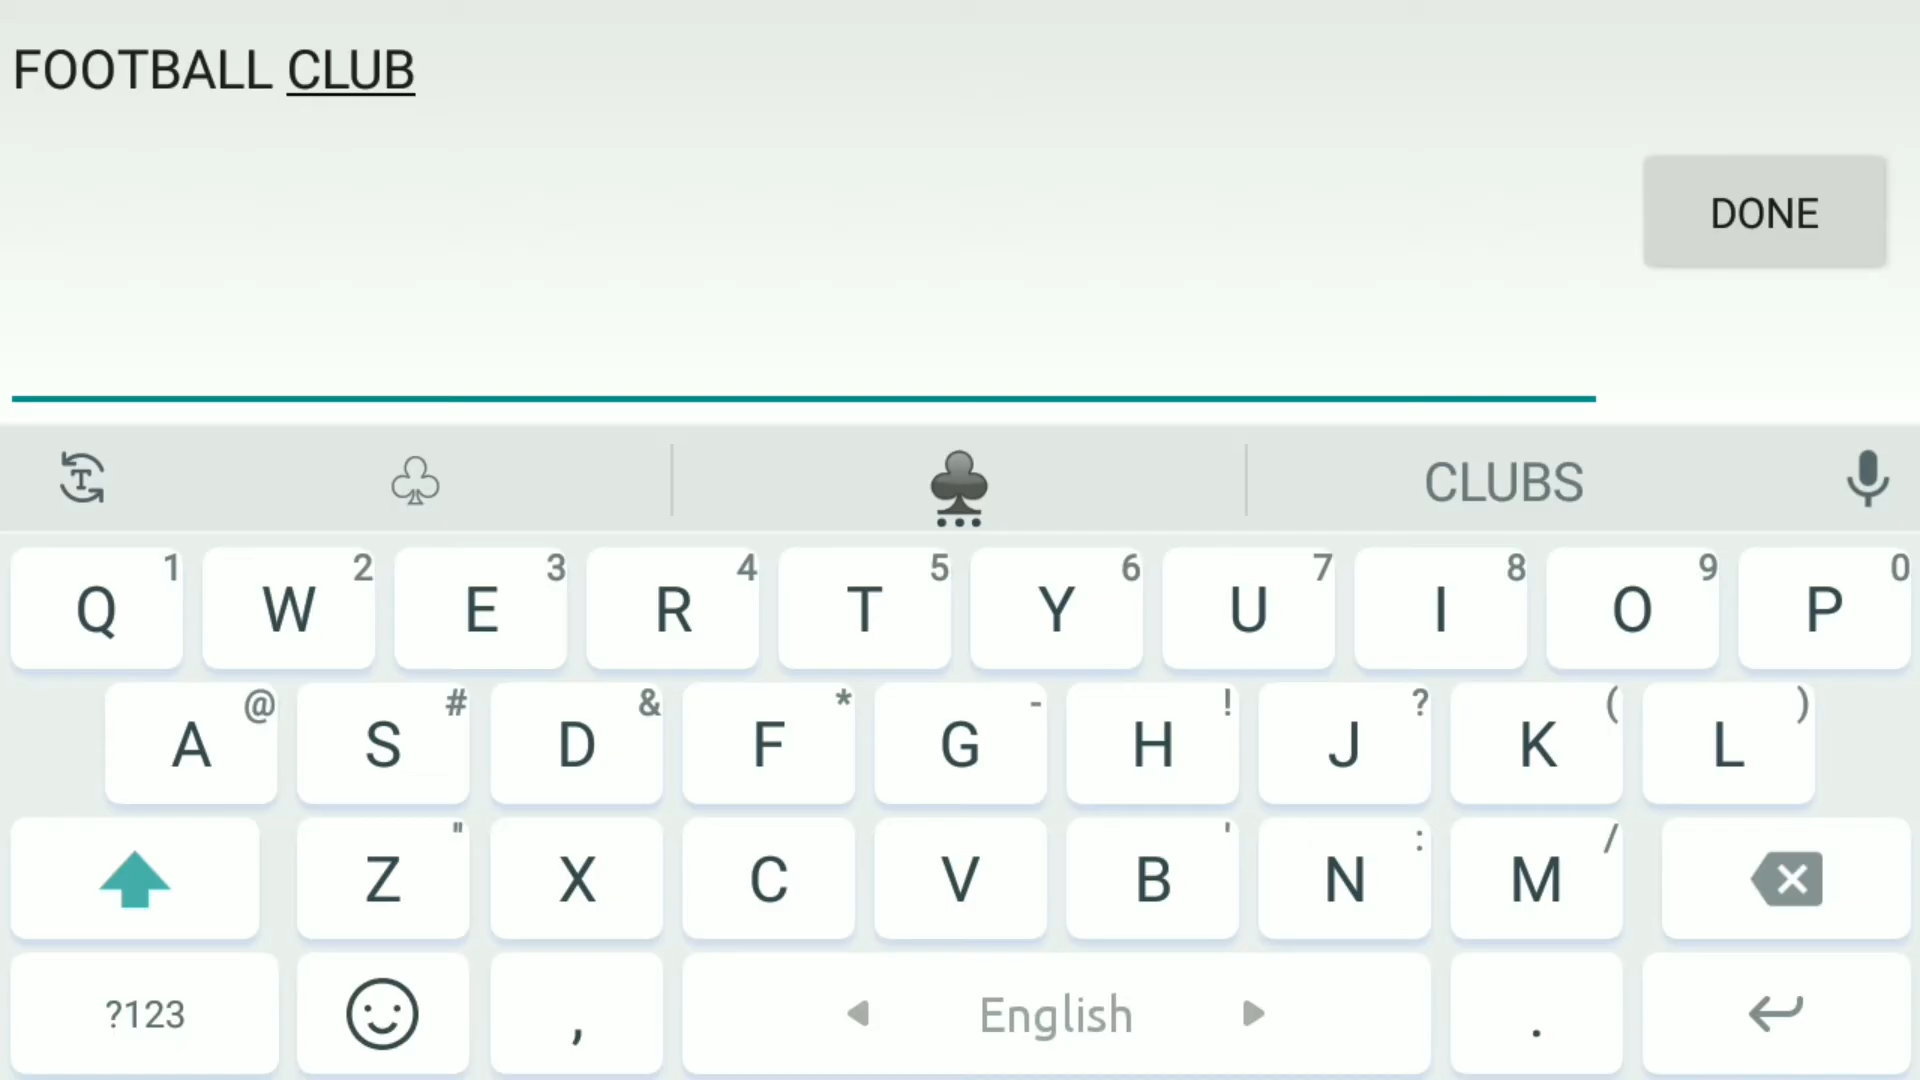 FOOTBALL CLUB
DONE
♧ ♣ CLUBS
Q 1 W 2 E 3 R 4 T 5 Y 6 U 7 I 8 O 9 P 0
A @ S # D & F * G - H ! J ? K ( L )
Z " X C V B ' N : M /
?123 , English .